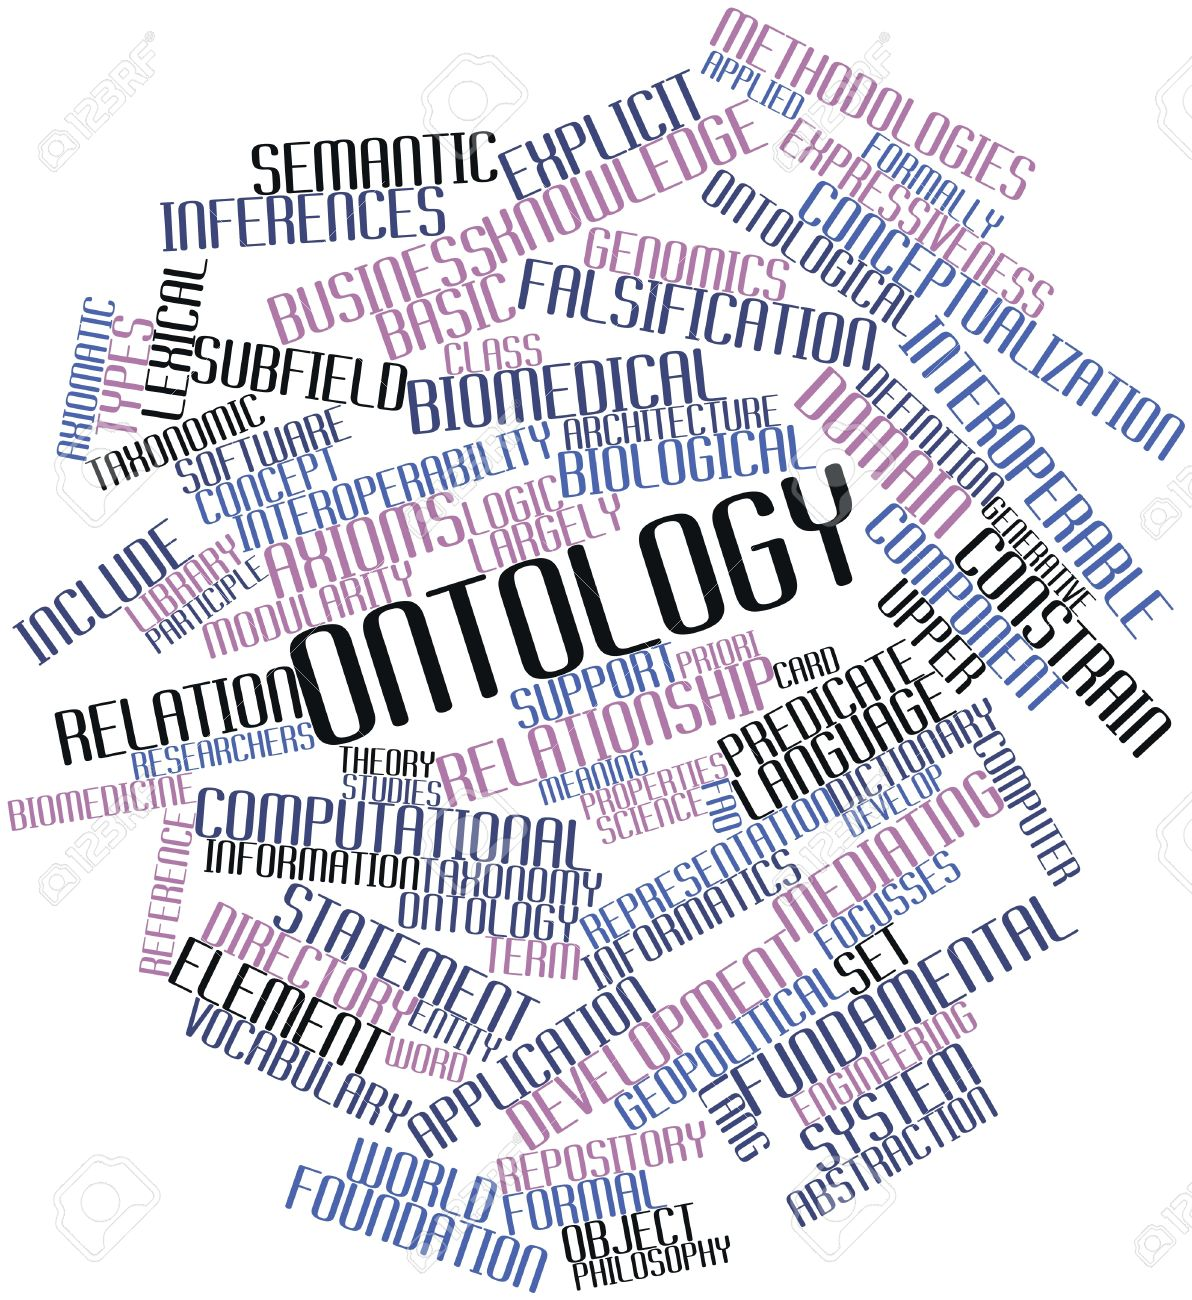 METHODOLOGIES
APPLIED
EXPLICIT
SEMANTIC
KNOWLEDGE
EXPRESSIVENESS
FORMALLY
INFERENCES
BUSINESS
GENOMICS
ONTOLOGICAL
CONCEPTUALIZATION
LEXICAL
BASIC
FALSIFICATION
AXIOMATIC
TYPES
SUBFIELD
CLASS
INTEROPERABLE
BIOMEDICAL
DOMAIN
DEFINITION
TAXONOMIC
SOFTWARE
ARCHITECTURE
CONCEPT
INTEROPERABILITY
BIOLOGICAL
ONTOLOGY
AXIOMS
LOGIC
LARGELY
GENERATIVE
COMPONENT
CONSTRAIN
INCLUDE
LIBRARY
PARTICIPLE
MODULARITY
UPPER
RELATION
SUPPORT
PRIORI
CARD
PREDICATE
RELATIONSHIP
LANGUAGE
RESEARCHERS
THEORY
STUDIES
MEANING
PROPERTIES
SCIENCE
FAO
DICTIONARY
DEVELOP
COMPUTER
BIOMEDICINE
COMPUTATIONAL
REPRESENTATION
MEDIATING
REFERENCE
INFORMATION
TAXONOMY
INFORMATICS
FOCUSSES
STATEMENT
ONTOLOGY
TERM
DIRECTORY
ELEMENT
ENTITY
SET
FUNDAMENTAL
VOCABULARY
WORD
APPLICATION
DEVELOPMENT
GEOPOLITICAL
ENGINEERING
LANG
SYSTEM
ABSTRACTION
WORLD
REPOSITORY
FOUNDATION
FORMAL
OBJECT
PHILOSOPHY
123RF